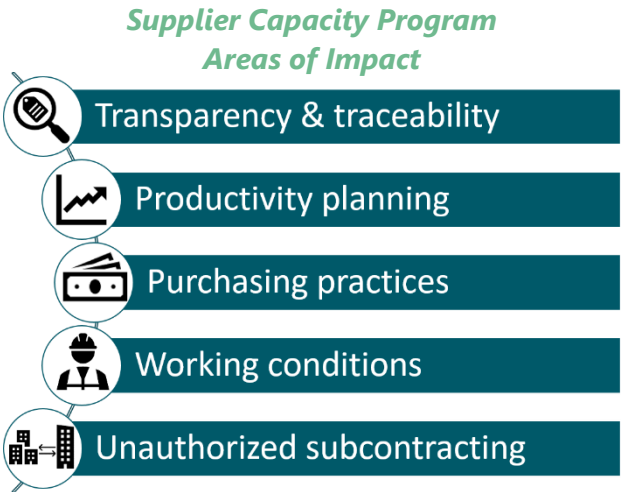 Supplier Capacity Program
Areas of Impact
Transparency & traceability
Productivity planning
Purchasing practices
Working conditions
Unauthorized subcontracting